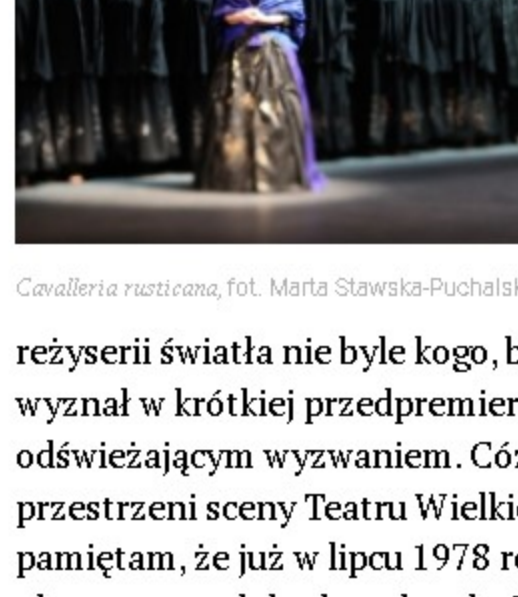 Cavalleria rusticana, fot. Marta Stawska-Puchalsk
reżyserii światła nie byle kogo, b
wyznał w krótkiej przedpremier
odświeżającym wyzwaniem. Cóż
przestrzeni sceny Teatru Wielki
pamiętam, że już w lipcu 1978 r